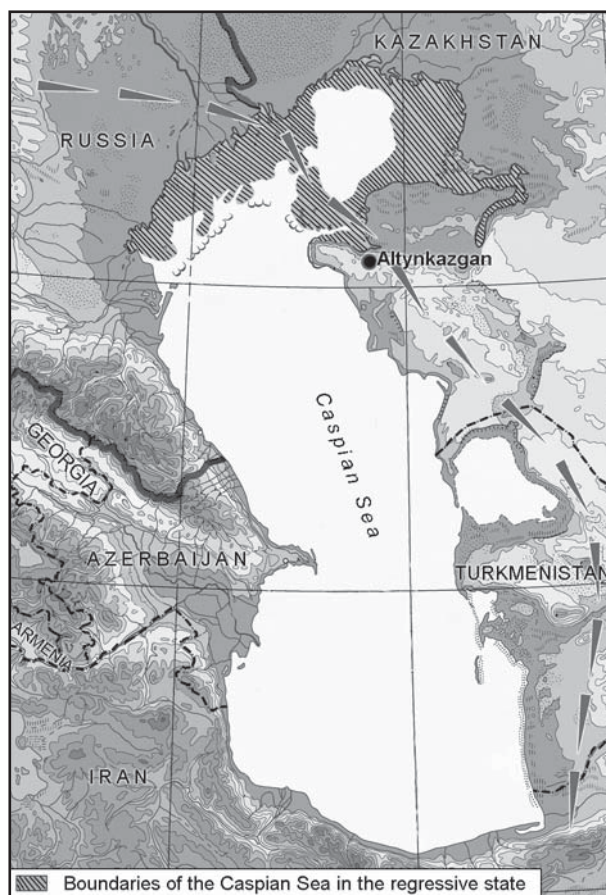 KAZAKHSTAN
RUSSIA
Altynkazgan
Caspian Sea
GEORGIA
AZERBAIJAN
TURKMENISTAN
ARMENIA
IRAN
Boundaries of the Caspian Sea in the regressive state